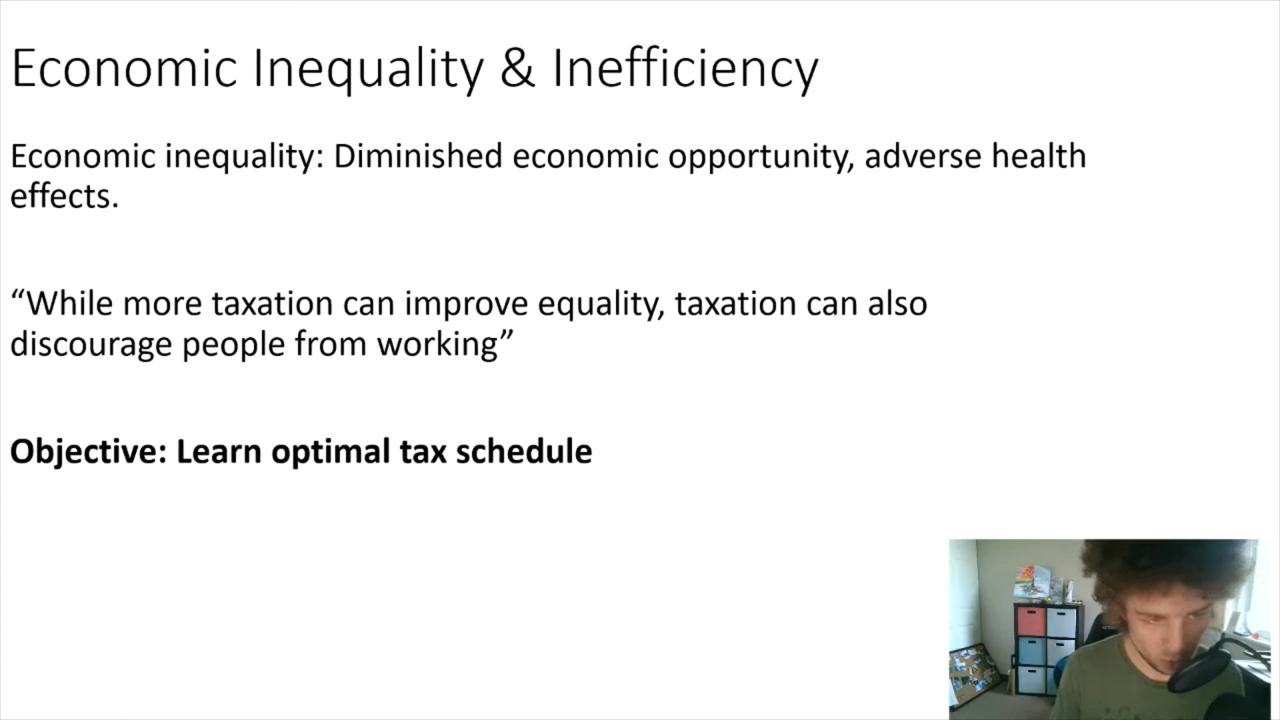 Economic Inequality & Inefficiency
Economic inequality: Diminished economic opportunity, adverse health
effects.
“While more taxation can improve equality, taxation can also
discourage people from working”
Objective: Learn optimal tax schedule